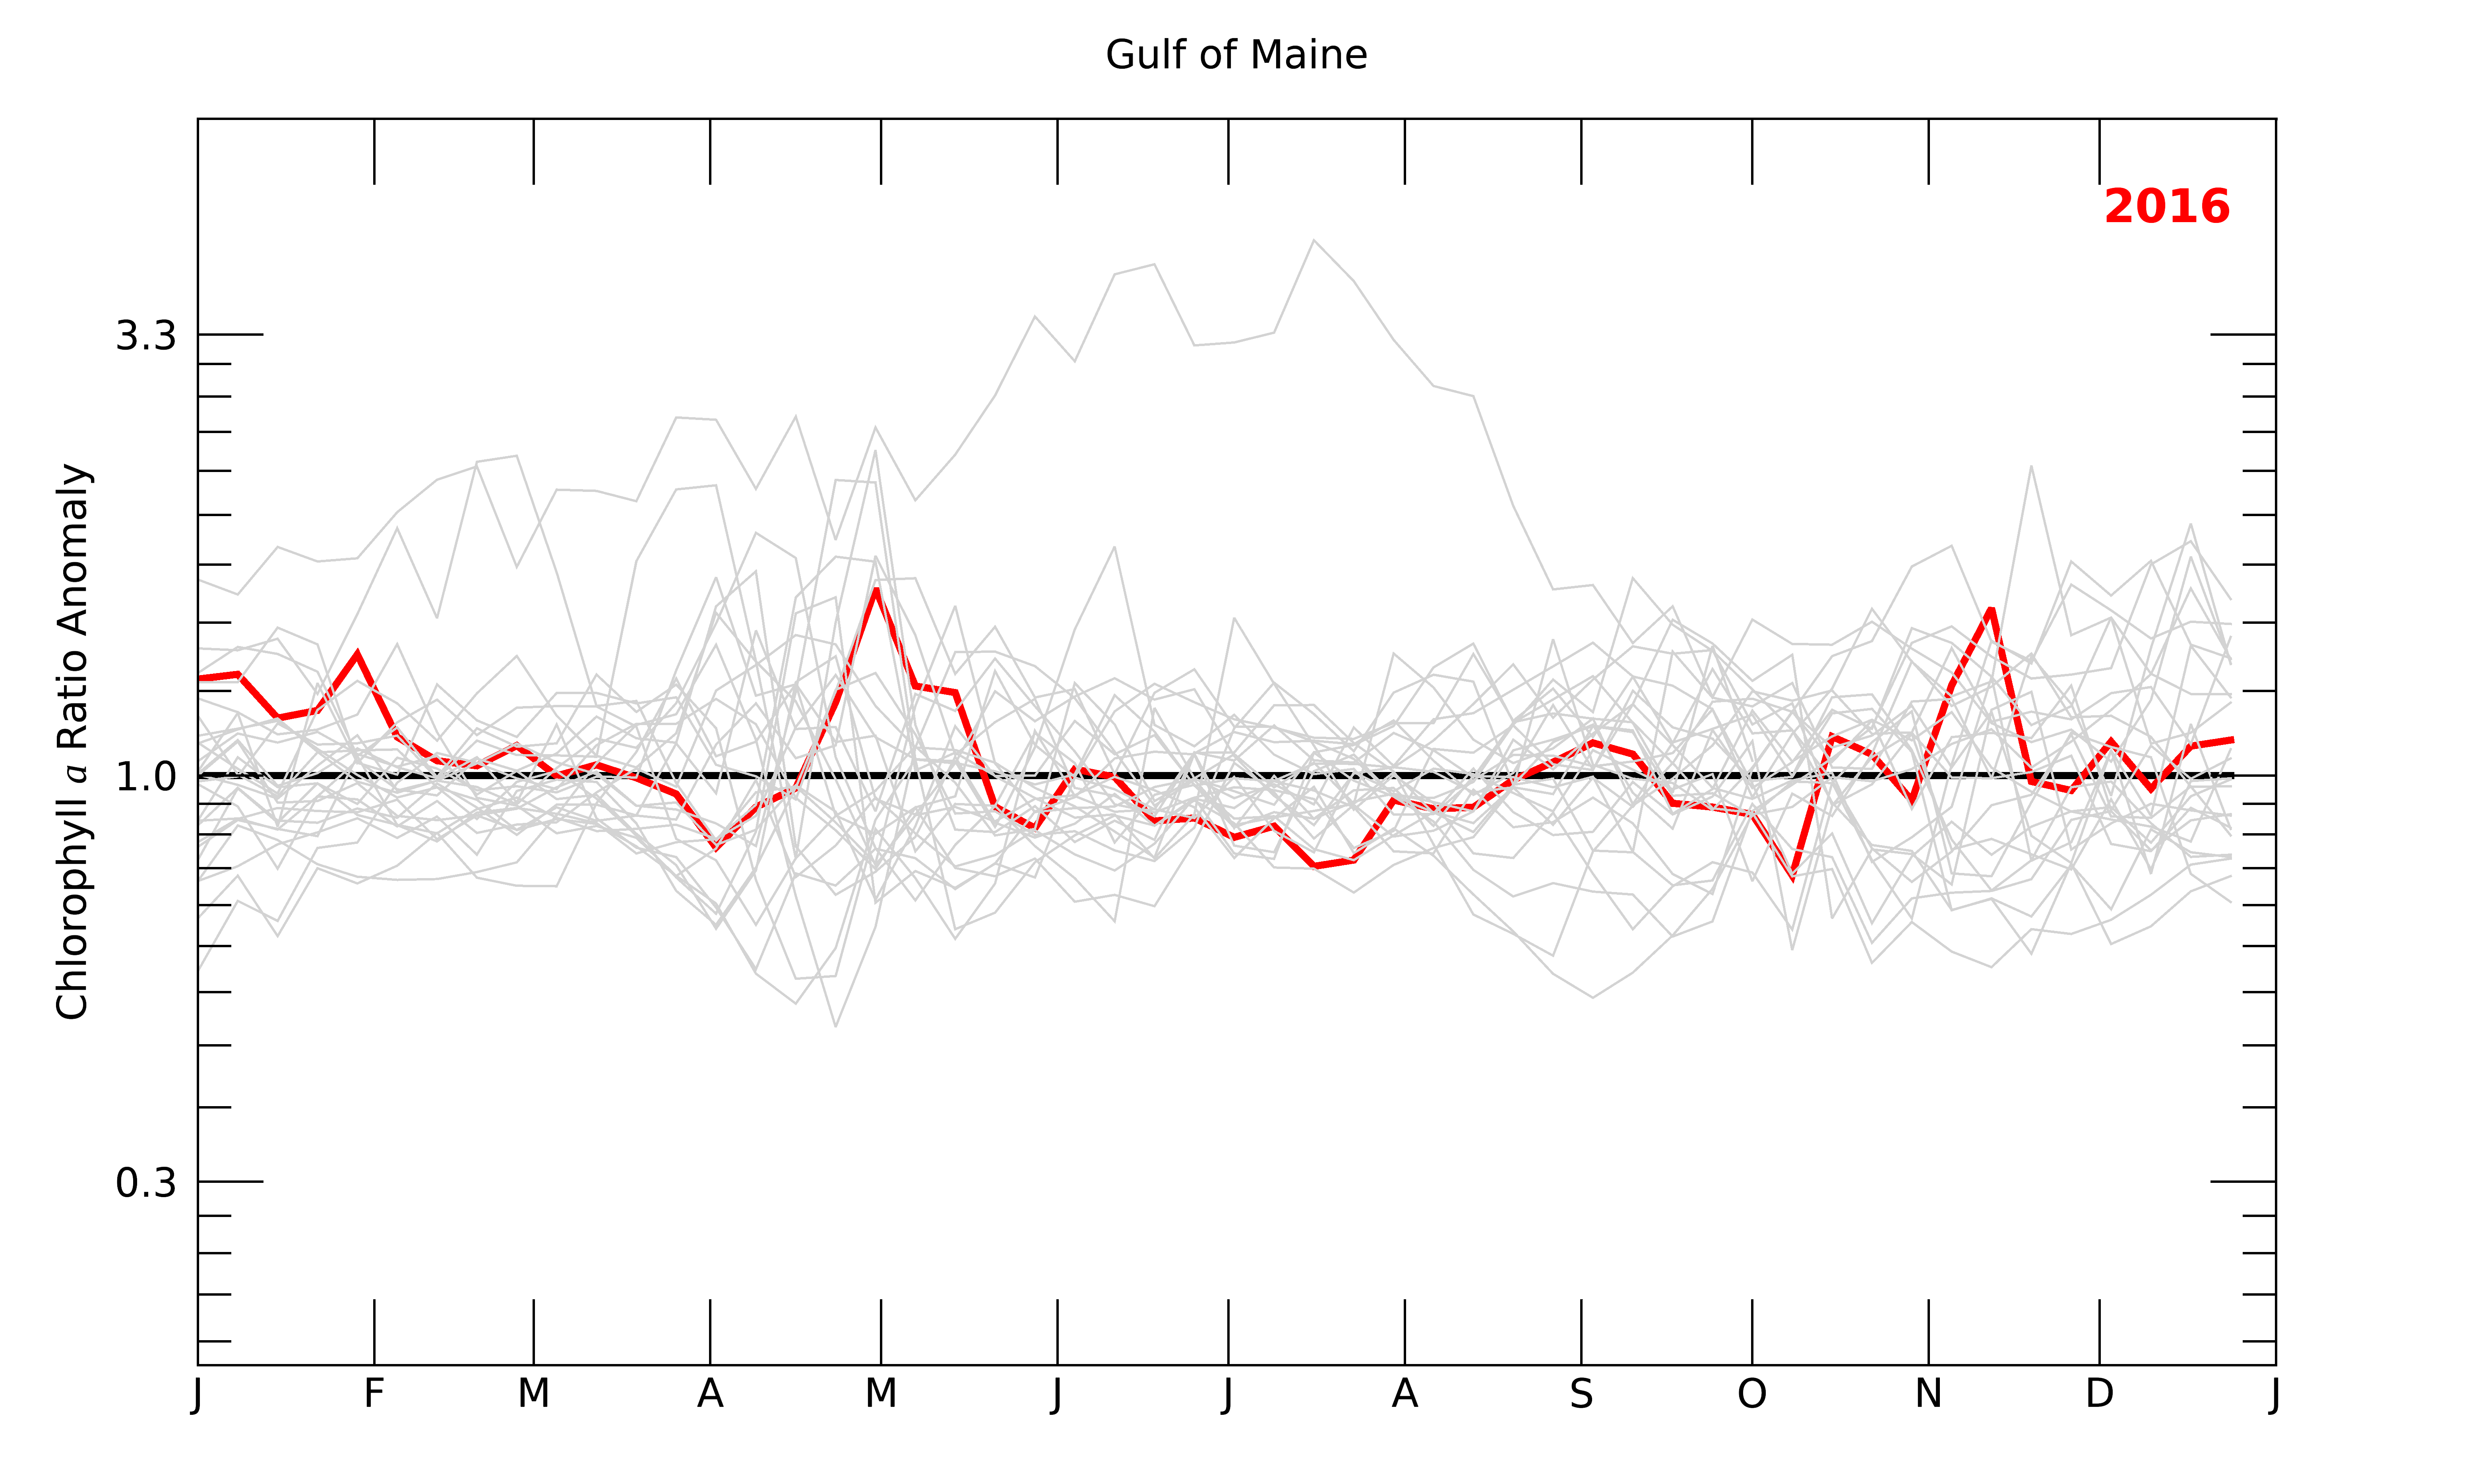 Gulf of Maine
2016
Chlorophyll a Ratio Anomaly
3.3
1.0
0.3
J F M A M J J A S O N D J